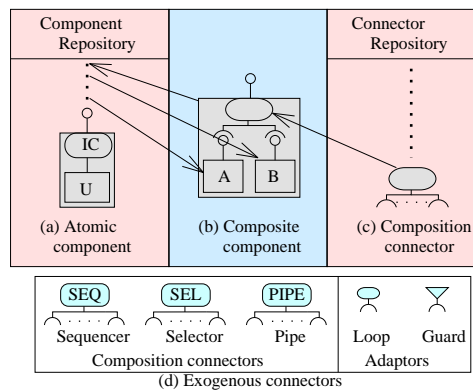 Component
Repository
Connector
Repository
IC
U
A
B
(a) Atomic
component
(b) Composite
component
(c) Composition
connector
SEQ
SEL
PIPE
Sequencer
Selector
Pipe
Loop
Guard
Composition connectors
Adaptors
(d) Exogenous connectors